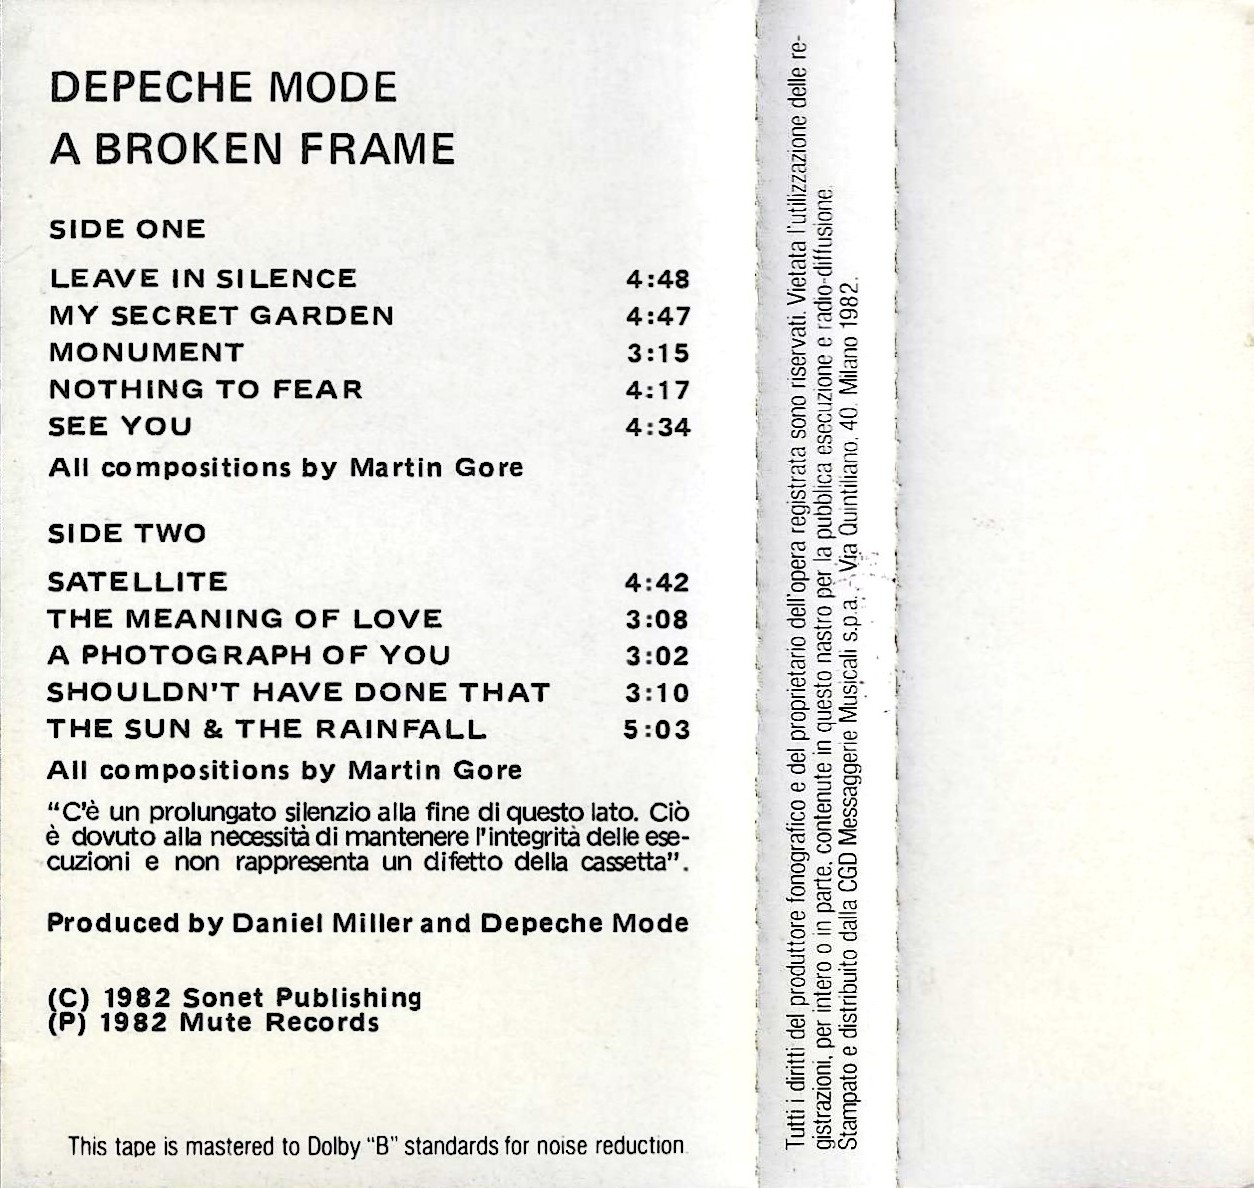 DEPECHE MODE
A BROKEN FRAME
SIDE ONE
LEAVE IN SILENCE 4:48
MY SECRET GARDEN 4:47
MONUMENT 3:15
NOTHING TO FEAR 4:17
SEE YOU 4:34
All compositions by Martin Gore
SIDE TWO
SATELLITE 4:42
THE MEANING OF LOVE 3:08
A PHOTOGRAPH OF YOU 3:02
SHOULDN'T HAVE DONE THAT 3:10
THE SUN & THE RAINFALL 5:03
All compositions by Martin Gore
“C'è un prolungato silenzio alla fine di questo lato. Ciò
è dovuto alla necessità di mantenere l'integrità delle ese-
cuzioni e non rappresenta un difetto della cassetta”.
Produced by Daniel Miller and Depeche Mode
(C) 1982 Sonet Publishing
(P) 1982 Mute Records
This tape is mastered to Dolby “B” standards for noise reduction
Tutti i diritti del produttore fonografico e del proprietario dell'opera registrata sono riservati. Vietata l'utilizzazione delle re-
gistrazioni, per intero o in parte, contenute in questo nastro per la pubblica esecuzione e radio-diffusione.
Stampato e distribuito dalla CGD Messaggerie Musicali s.p.a. - Via Quintiliano, 40. Milano 1982.